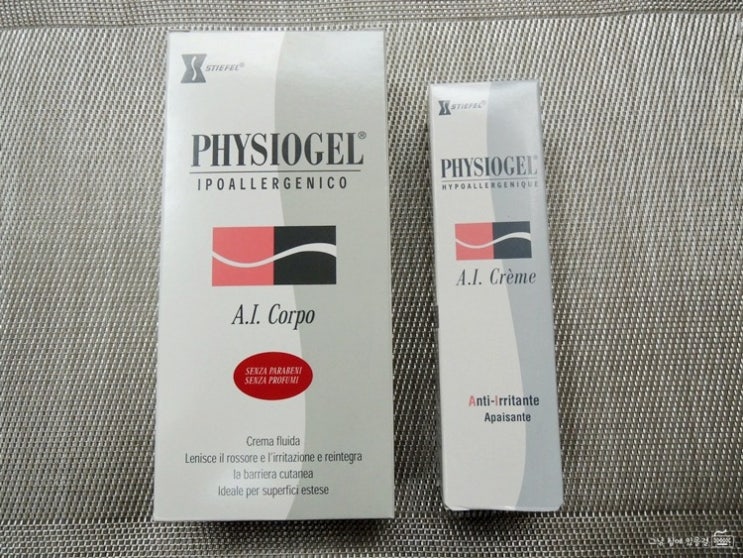 STIEFEL®
PHYSIOGEL®
IPOALLERGENICO
A.I. Corpo
SENZA PARABENI
SENZA PROFUMI
Crema fluida
Lenisce il rossore e l'irritazione e reintegra
la barriera cutanea
Ideale per superfici estese
STIEFEL®
PHYSIOGEL®
HYPOALLERGENIQUE
A.I. Crème
Anti-Irritante
Apaisante